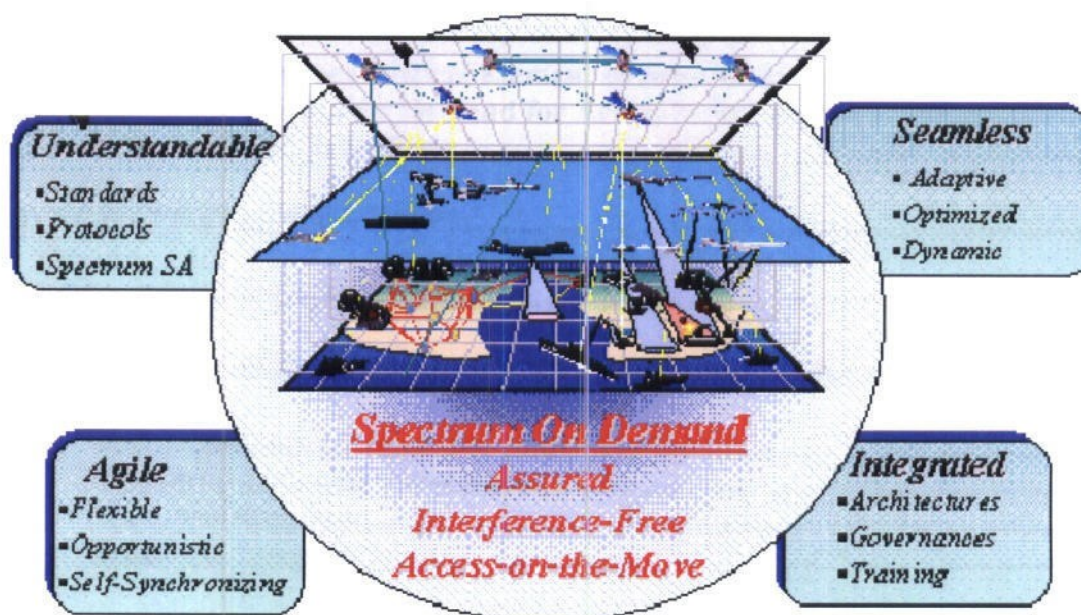 Understandable
▪Standards
▪Protocols
▪Spectrum SA
Seamless
▪Adaptive
▪Optimized
▪Dynamic
Spectrum On Demand
Assured
Interference-Free
Access-on-the-Move
Agile
▪Flexible
▪Opportunistic
▪Self-Synchronizing
Integrated
▪Architectures
▪Governances
▪Training